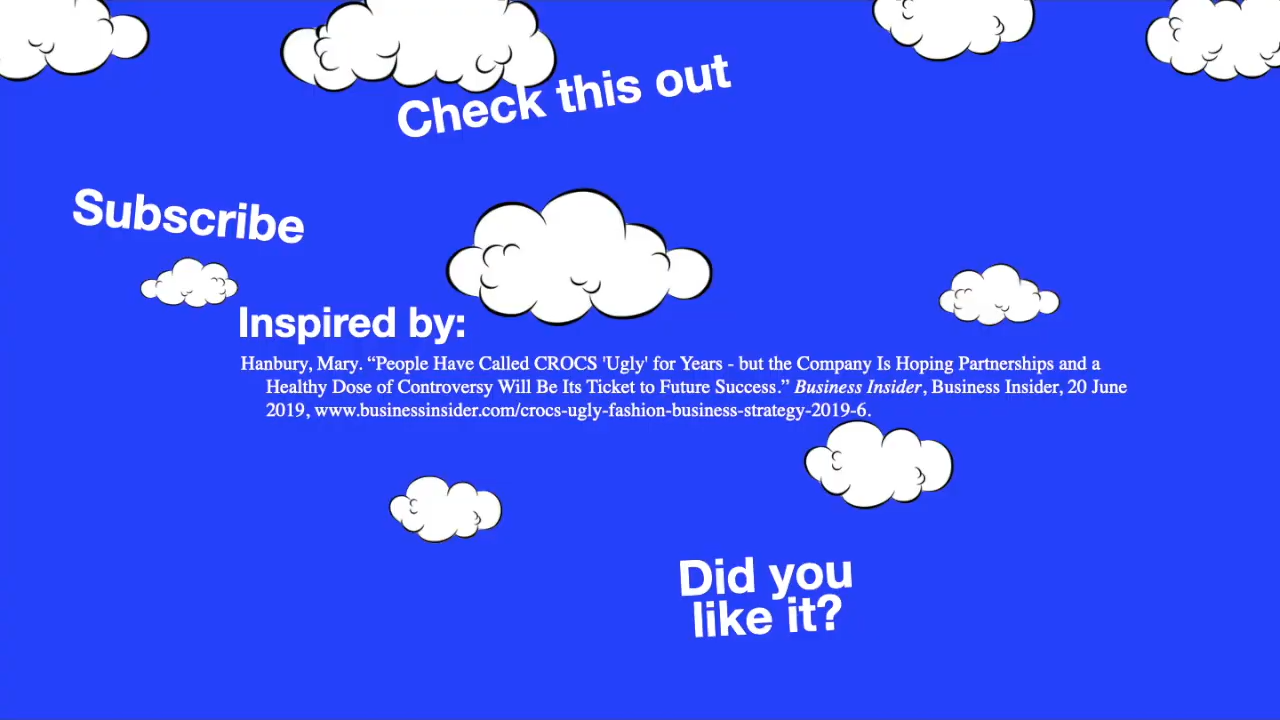 Check this out
Subscribe
Inspired by:
Hanbury, Mary. “People Have Called CROCS 'Ugly' for Years - but the Company Is Hoping Partnerships and a
Healthy Dose of Controversy Will Be Its Ticket to Future Success.” Business Insider, Business Insider, 20 June
2019, www.businessinsider.com/crocs-ugly-fashion-business-strategy-2019-6.
Did you
like it?